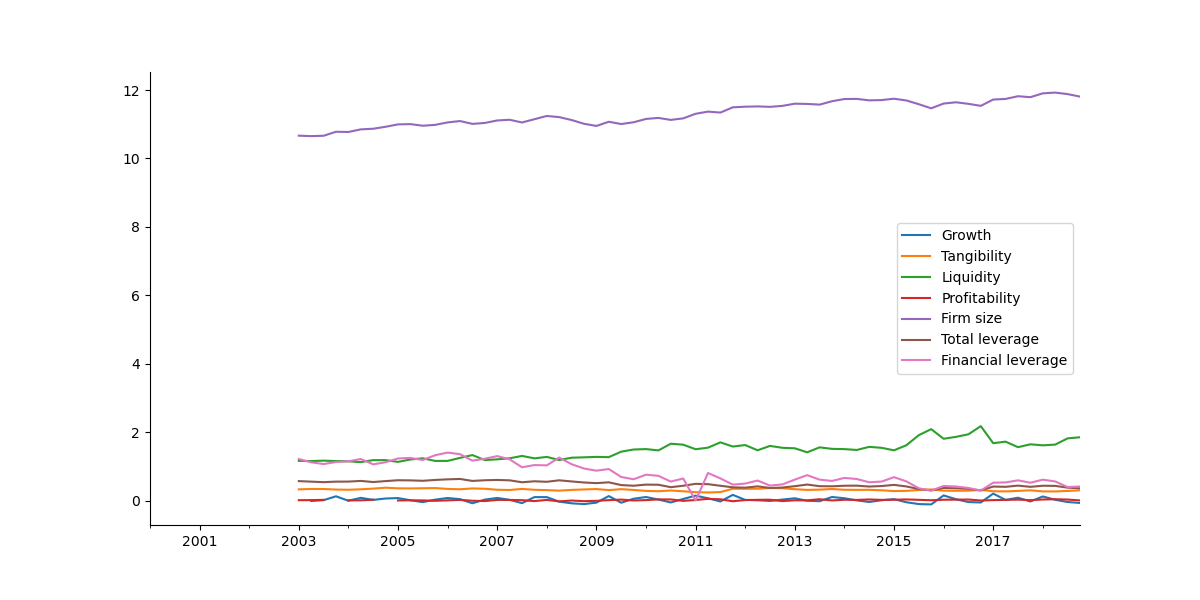 12
10
8
6
4
2
0
Growth
Tangibility
Liquidity
Profitability
Firm size
Total leverage
Financial leverage
2001 2003 2005 2007 2009 2011 2013 2015 2017